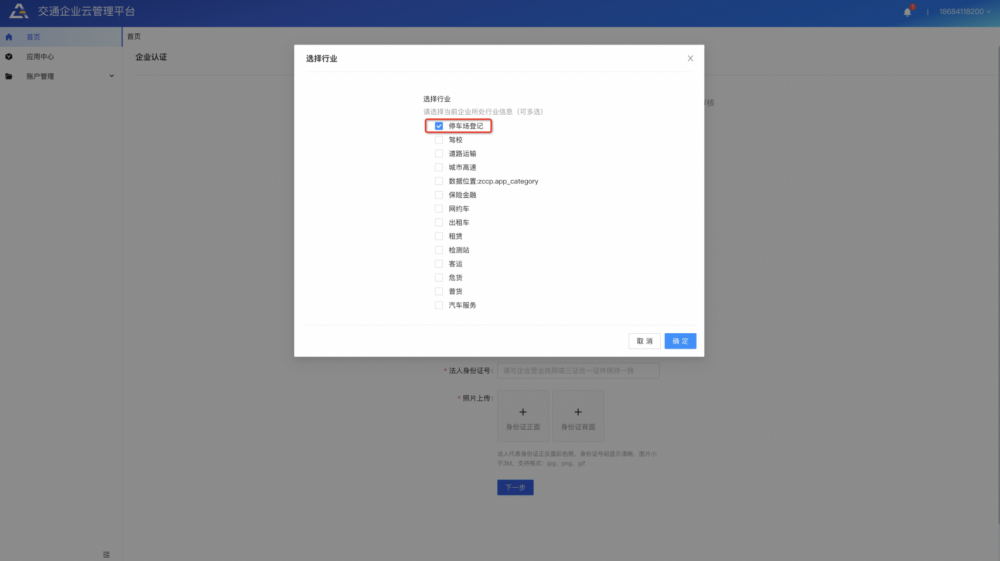 交通企业云管理平台
1
| 18684118200
首页
应用中心
账户管理
首页
企业认证
选择行业
选择行业
请选择当前企业所处行业信息（可多选）
停车场登记
驾校
道路运输
城市高速
数据位置:zccp.app_category
保险金融
网约车
出租车
租赁
检测站
客运
危货
普货
汽车服务
取 消
确 定
核
* 法人身份证号:
请与企业营业执照或三证合一证件保持一致
* 照片上传:
身份证正面
身份证背面
法人代表身份证正反面彩色照，身份证号码显示清晰，图片小
于3M，支持格式：jpg、png、gif
下一步